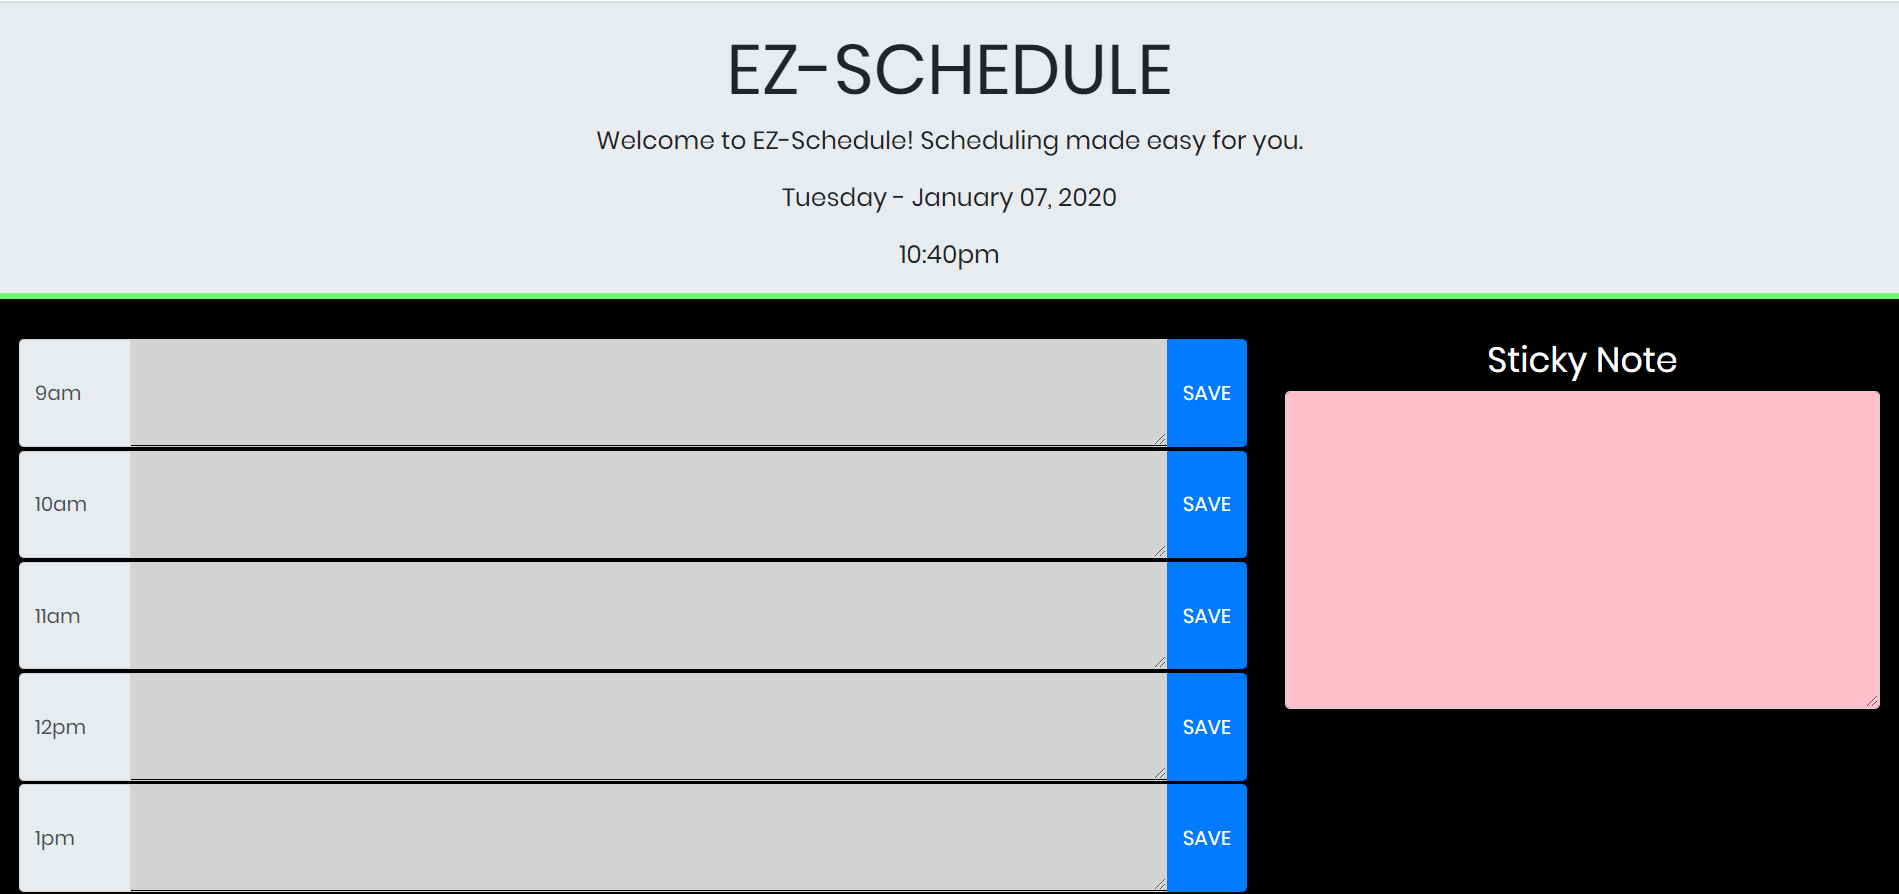 EZ-SCHEDULE
Welcome to EZ-Schedule! Scheduling made easy for you.
Tuesday - January 07, 2020
10:40pm
9am
SAVE
10am
SAVE
11am
SAVE
12pm
SAVE
1pm
SAVE
Sticky Note